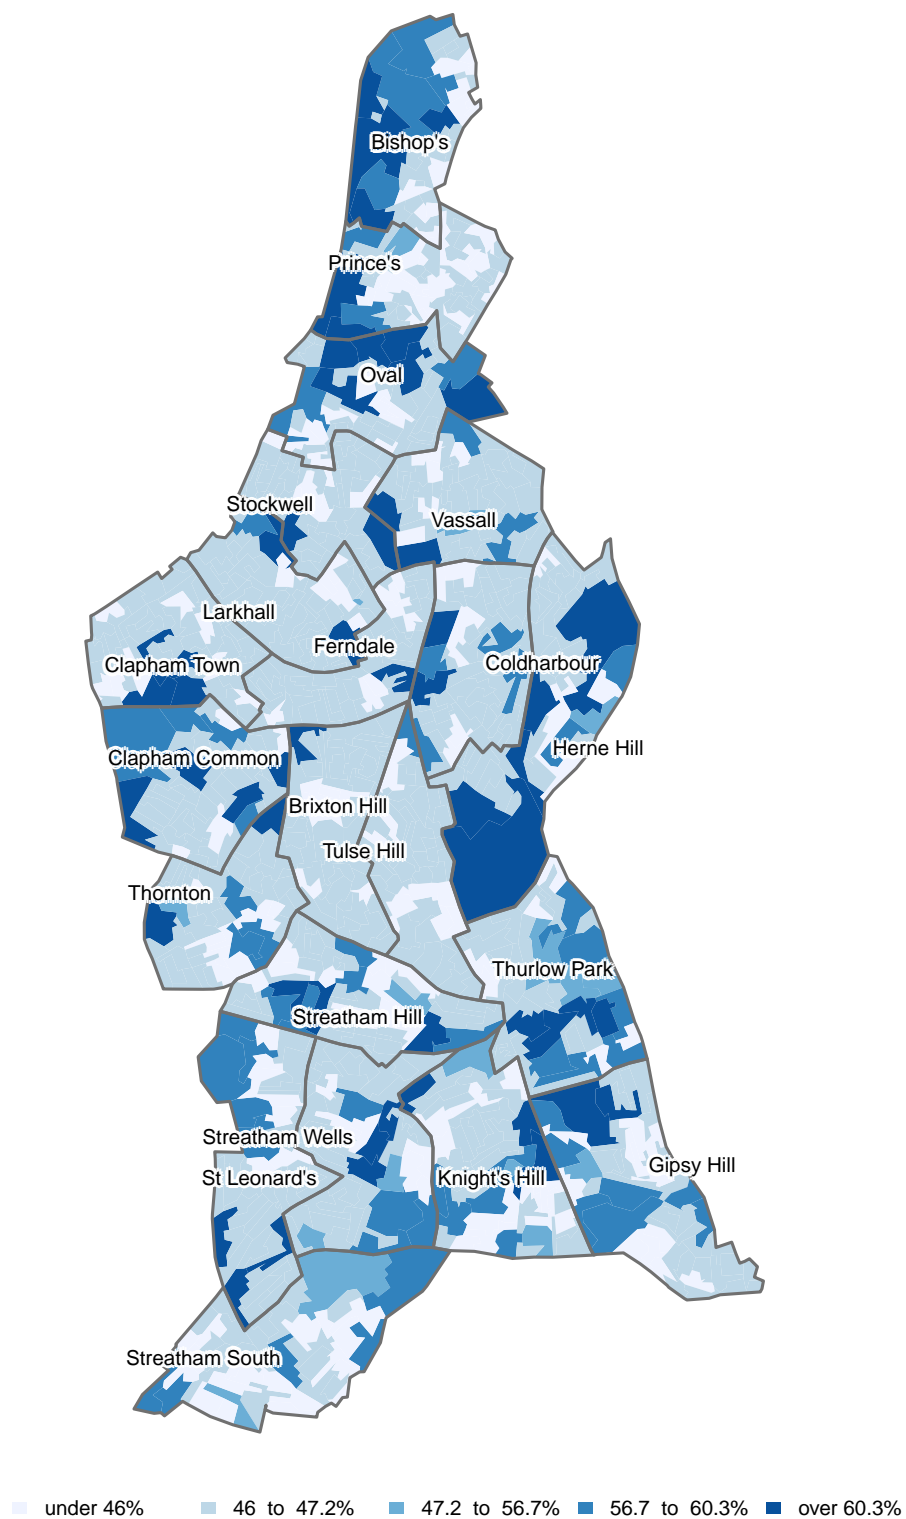 Bishop's
Prince's
Oval
Stockwell
Vassall
Larkhall
Ferndale
Clapham Town
Coldharbour
Herne Hill
Clapham Common
Brixton Hill
Tulse Hill
Thornton
Thurlow Park
Streatham Hill
Streatham Wells
Gipsy Hill
St Leonard's
Knight's Hill
Streatham South
under 46%
46 to 47.2%
47.2 to 56.7%
56.7 to 60.3%
over 60.3%